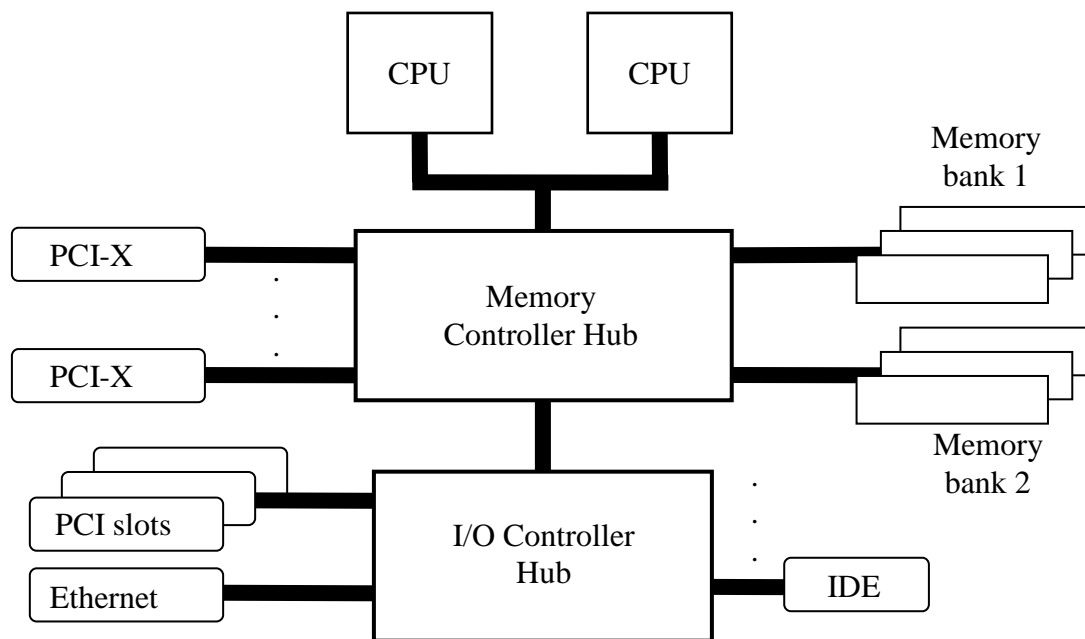 CPU
CPU
Memory
bank 1
PCI-X
Memory
Controller Hub
PCI-X
Memory
bank 2
PCI slots
I/O Controller
Hub
Ethernet
IDE